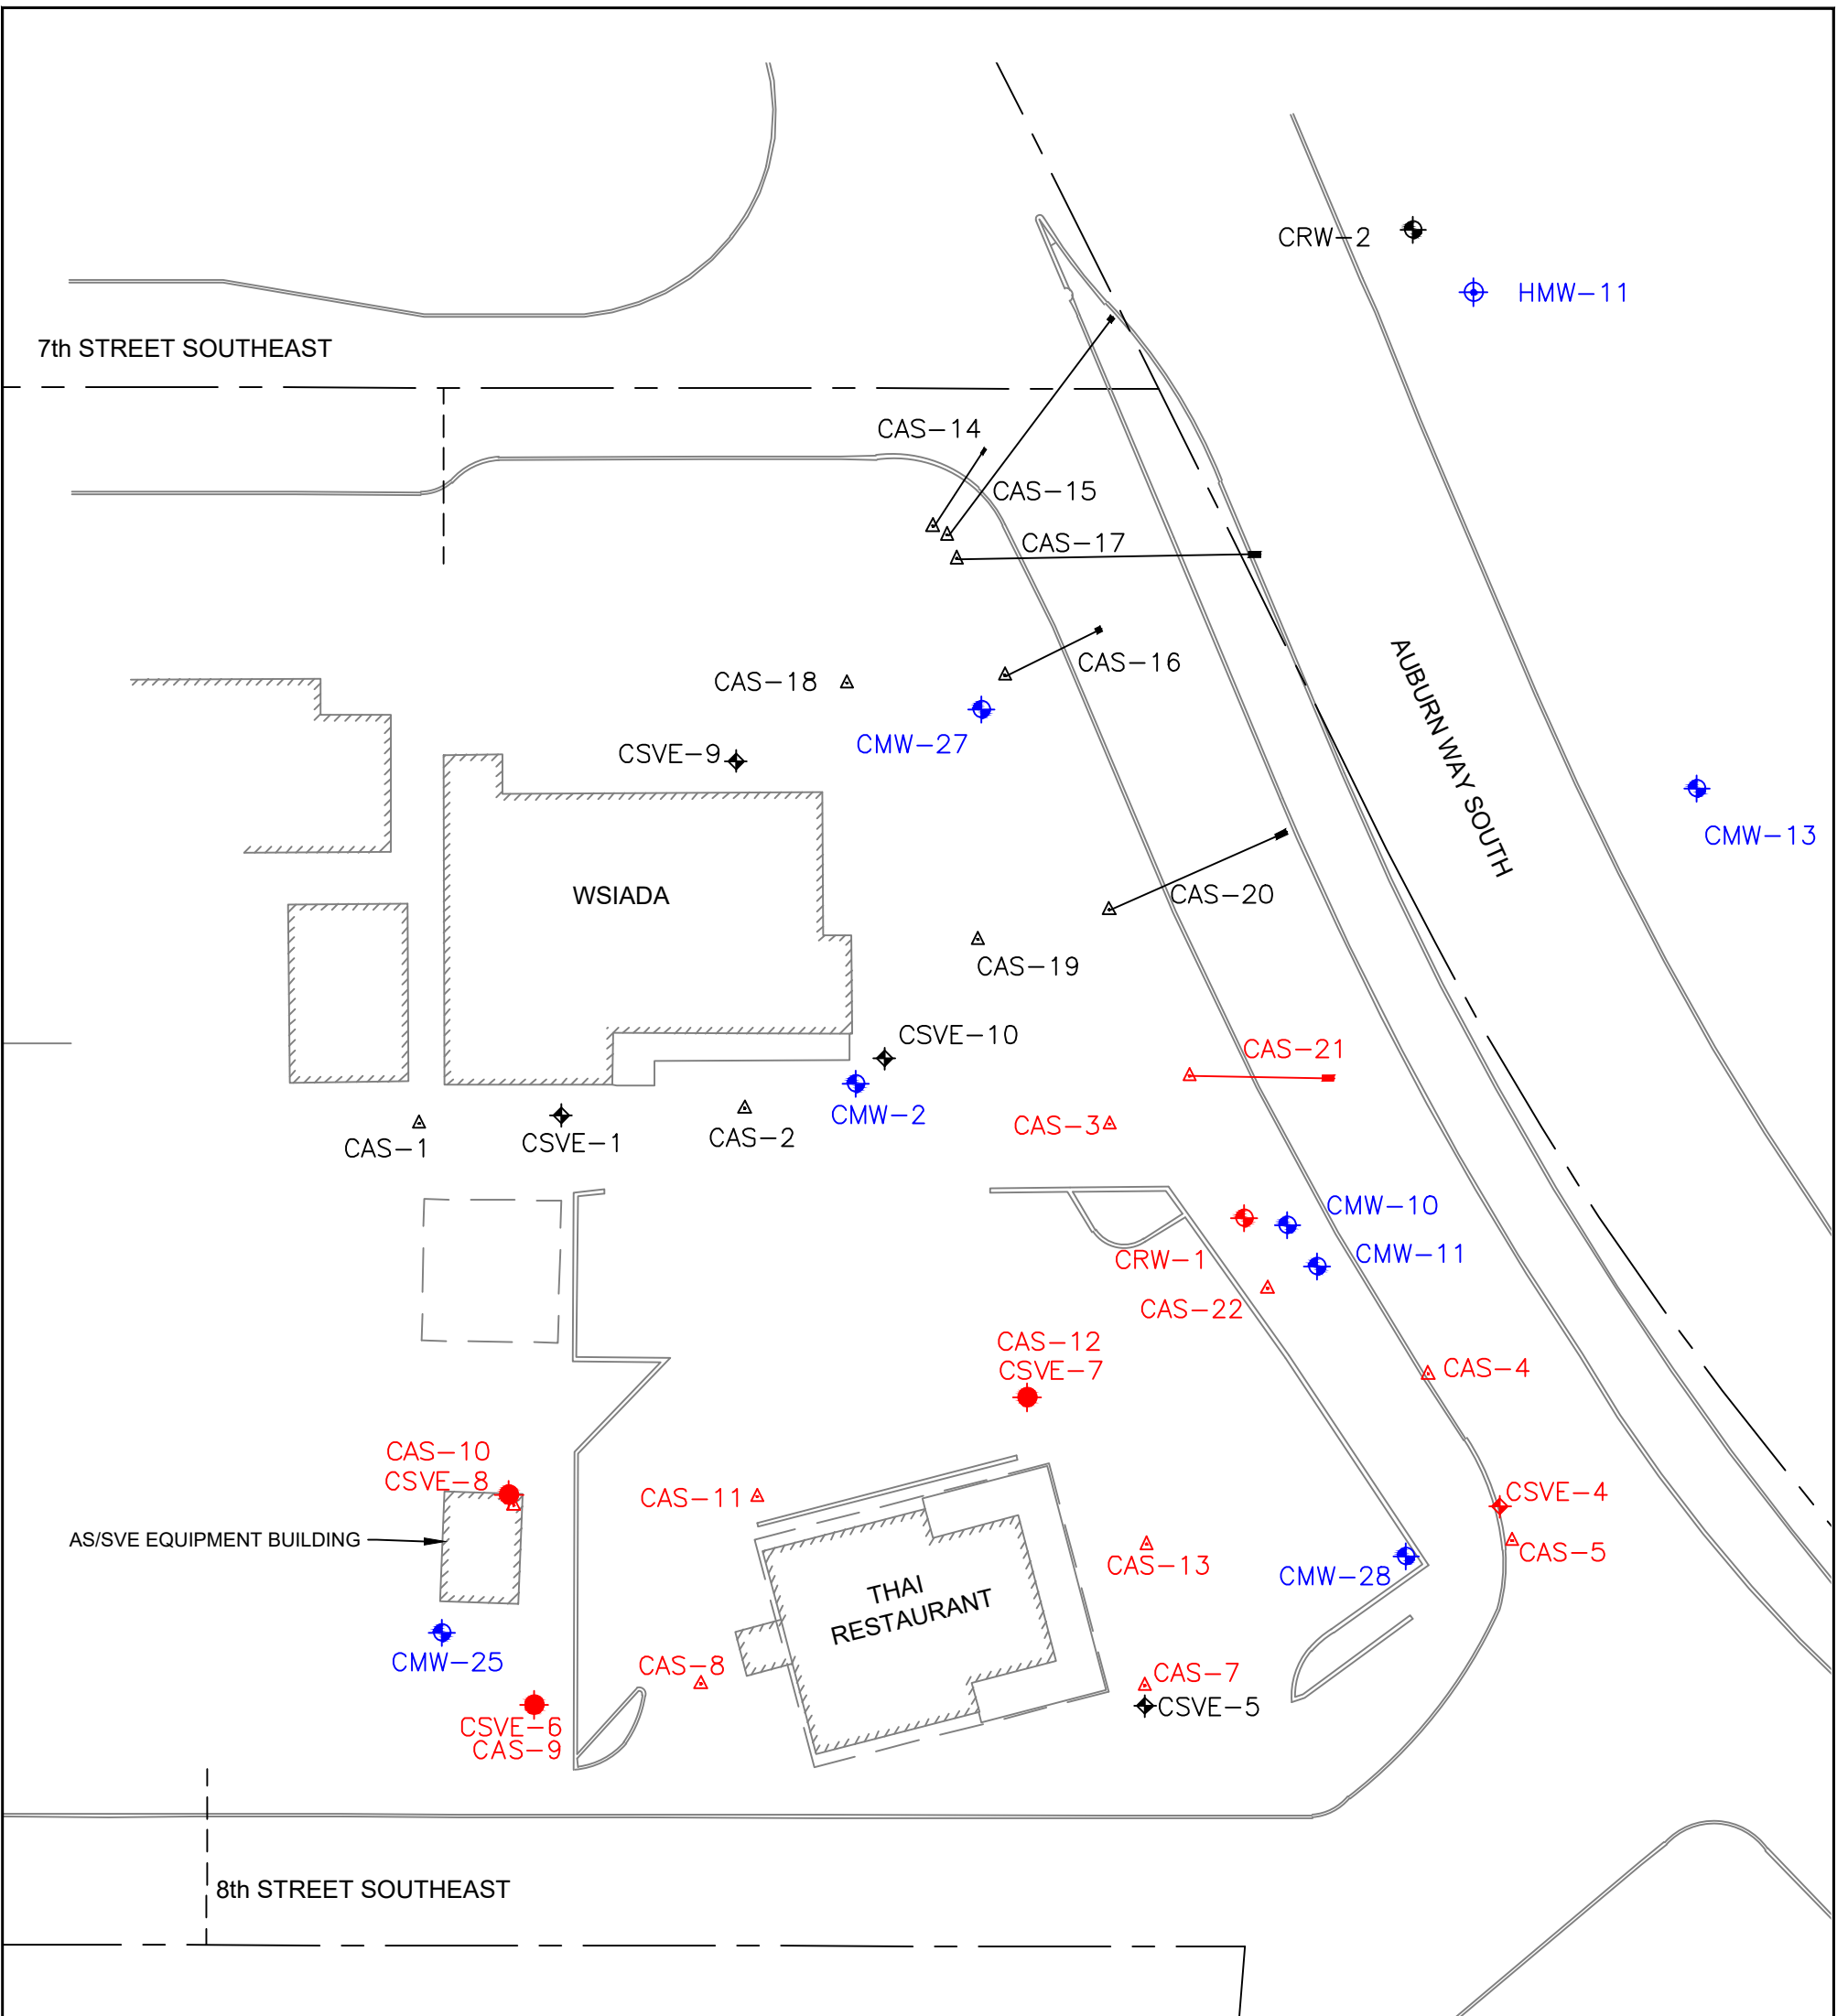 CRW-2
HMW-11
7th STREET SOUTHEAST
CAS-14
CAS-15
CAS-17
CAS-16
CAS-18
CMW-27
CSVE-9
AUBURN WAY SOUTH
CMW-13
WSIADA
CAS-20
CAS-19
CSVE-10
CAS-21
CMW-2
CAS-3
CAS-1
CSVE-1
CAS-2
CMW-10
CMW-11
CRW-1
CAS-22
CAS-12
CSVE-7
CAS-4
CAS-10
CSVE-8
CAS-11
CSVE-4
AS/SVE EQUIPMENT BUILDING
CAS-5
CAS-13
CMW-28
THAI
RESTAURANT
CMW-25
CAS-8
CAS-7
CSVE-5
CSVE-6
CAS-9
8th STREET SOUTHEAST